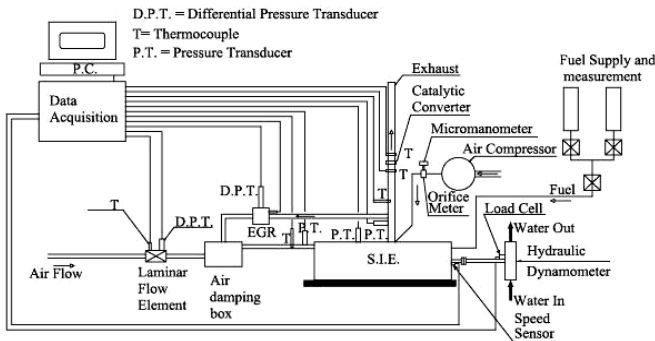 D.P.T. = Differential Pressure Transducer
T= Thermocouple
P.T. = Pressure Transducer
P.C.
Data
Acquisition
Exhaust
Catalytic
Converter
Micromanometer
Air Compressor
Fuel Supply and
measurement
T
T
T
Orifice
Meter
Fuel
D.P.T.
EGR
T
P.T.
P.T.
P.T.
T
D.P.T.
Air Flow
Laminar
Flow
Element
Air
damping
box
S.I.E.
Load Cell
Water Out
Hydraulic
Dynamometer
Water In
Speed
Sensor